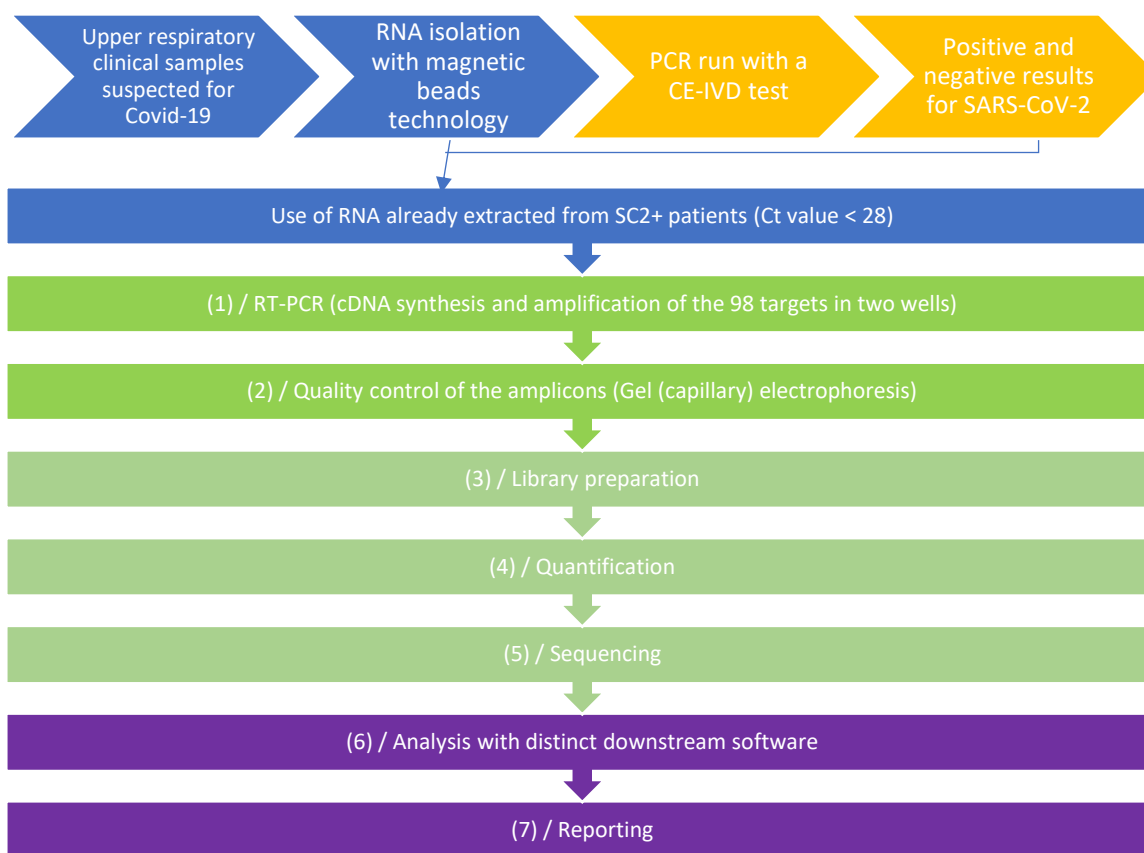 Upper respiratory
clinical samples
suspected for
Covid-19
RNA isolation
with magnetic
beads
technology
PCR run with a
CE-IVD test
Positive and
negative results
for SARS-CoV-2
Use of RNA already extracted from SC2+ patients (Ct value < 28)
(1) / RT-PCR (cDNA synthesis and amplification of the 98 targets in two wells)
(2) / Quality control of the amplicons (Gel (capillary) electrophoresis)
(3) / Library preparation
(4) / Quantification
(5) / Sequencing
(6) / Analysis with distinct downstream software
(7) / Reporting